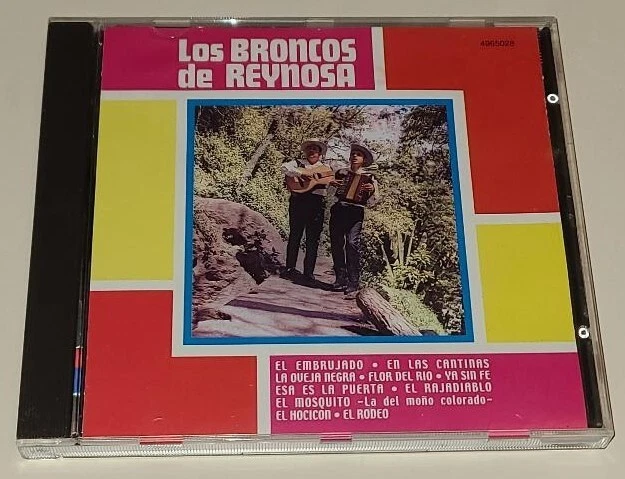 Los BRONCOS
de REYNOSA
4965028
EL EMBRUJADO • EN LAS CANTINAS
LA OVEJA NEGRA • FLOR DEL RIO • YA SIN FE
ESA ES LA PUERTA • EL RAJADIABLO
EL MOSQUITO -La del moño colorado-
EL HOCICON • EL RODEO